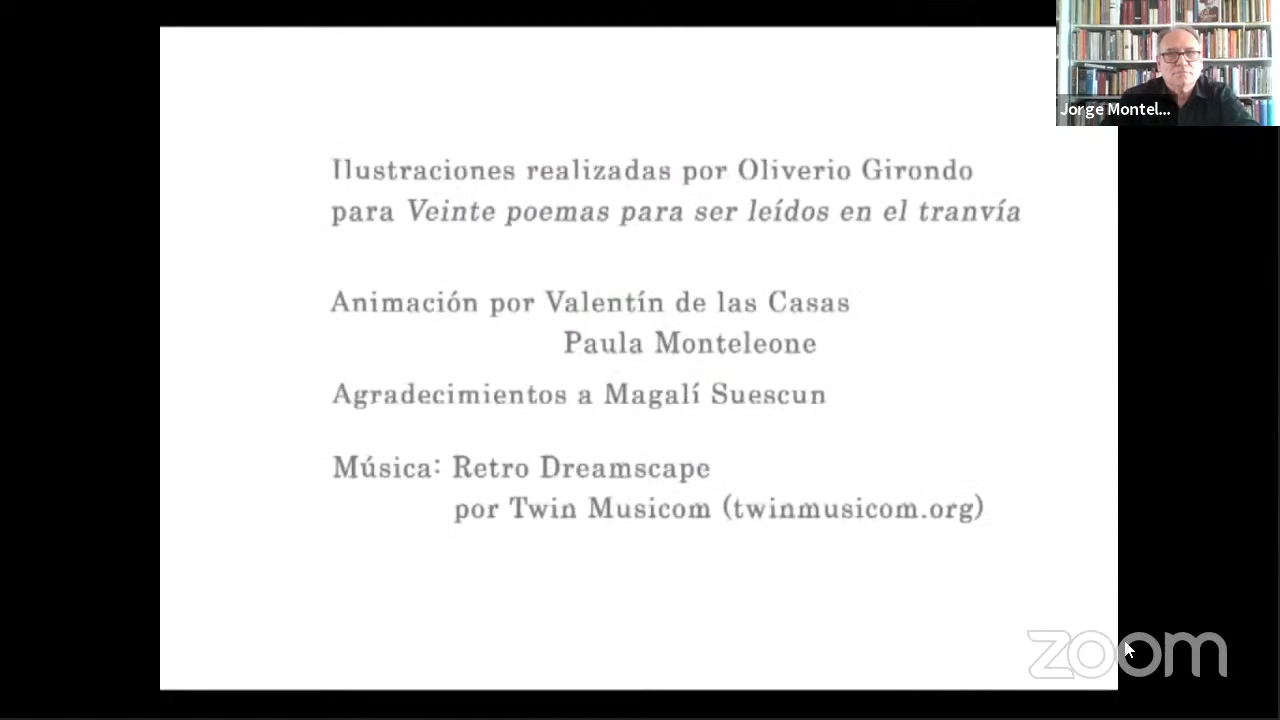 Ilustraciones realizadas por Oliverio Girondo
para Veinte poemas para ser leídos en el tranvía
Animación por Valentín de las Casas
Paula Monteleone
Agradecimientos a Magalí Suescun
Música: Retro Dreamscape
por Twin Musicom (twinmusicom.org)
Jorge Montel...
zoom